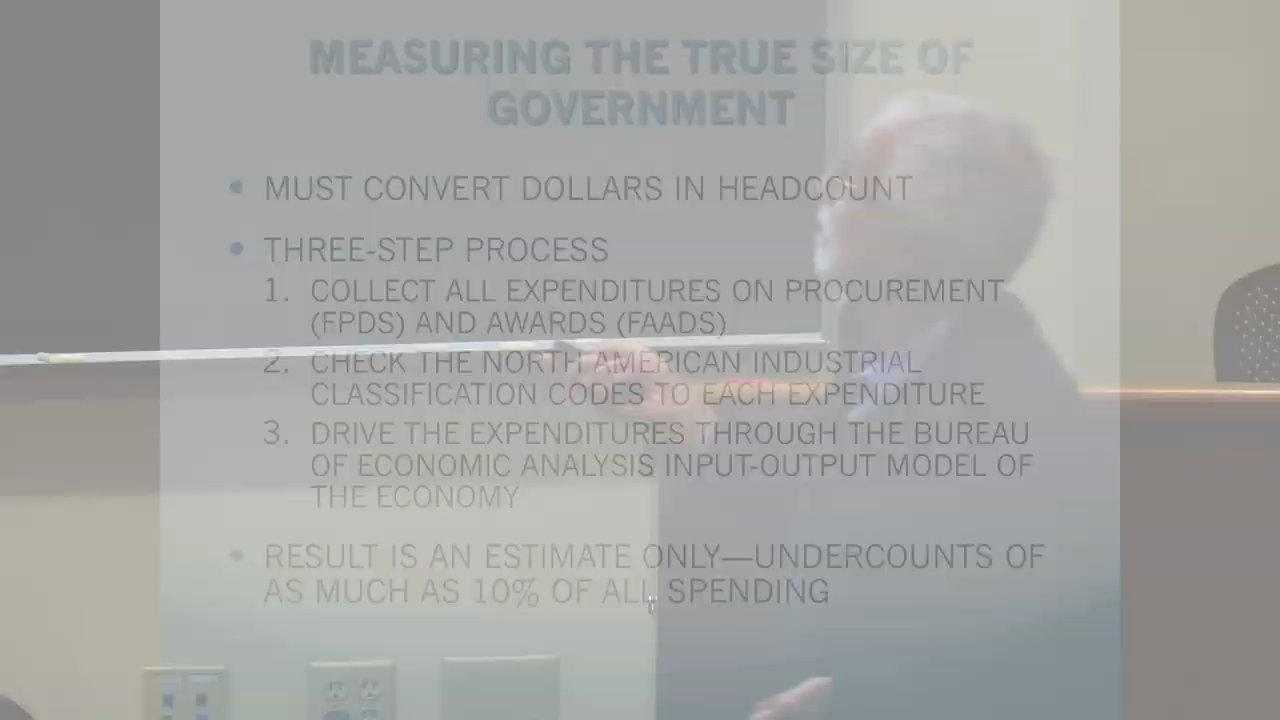 MEASURING THE TRUE SIZE OF
GOVERNMENT
• MUST CONVERT DOLLARS IN HEADCOUNT
• THREE-STEP PROCESS
1. COLLECT ALL EXPENDITURES ON PROCUREMENT
(FPDS) AND AWARDS (FAADS)
2. CHECK THE NORTH AMERICAN INDUSTRIAL
CLASSIFICATION CODES TO EACH EXPENDITURE
3. DRIVE THE EXPENDITURES THROUGH THE BUREAU
OF ECONOMIC ANALYSIS INPUT-OUTPUT MODEL OF
THE ECONOMY
• RESULT IS AN ESTIMATE ONLY—UNDERCOUNTS OF
AS MUCH AS 10% OF ALL SPENDING